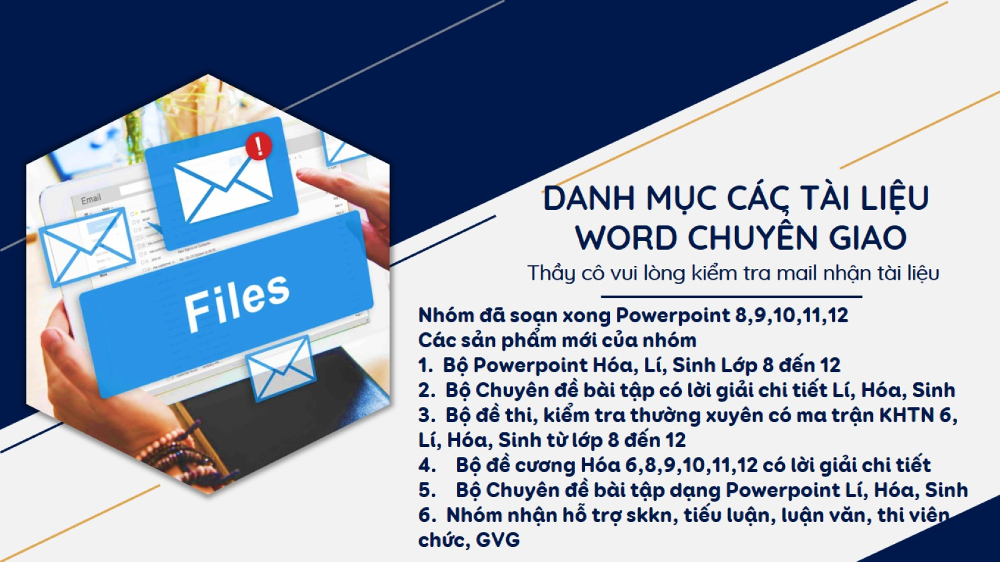 DANH MỤC CÁC TÀI LIỆU
WORD CHUYỂN GIAO
Thầy cô vui lòng kiểm tra mail nhận tài liệu
Nhóm đã soạn xong Powerpoint 8,9,10,11,12
Các sản phẩm mới của nhóm
1. Bộ Powerpoint Hóa, Lí, Sinh Lớp 8 đến 12
2. Bộ Chuyên đề bài tập có lời giải chi tiết Lí, Hóa, Sinh
3. Bộ đề thi, kiểm tra thường xuyên có ma trận KHTN 6,
Lí, Hóa, Sinh từ lớp 8 đến 12
4. Bộ đề cương Hóa 6,8,9,10,11,12 có lời giải chi tiết
5. Bộ Chuyên đề bài tập dạng Powerpoint Lí, Hóa, Sinh
6. Nhóm nhận hỗ trợ skkn, tiếu luận, luận văn, thi viên
chức, GVG
Email
Files